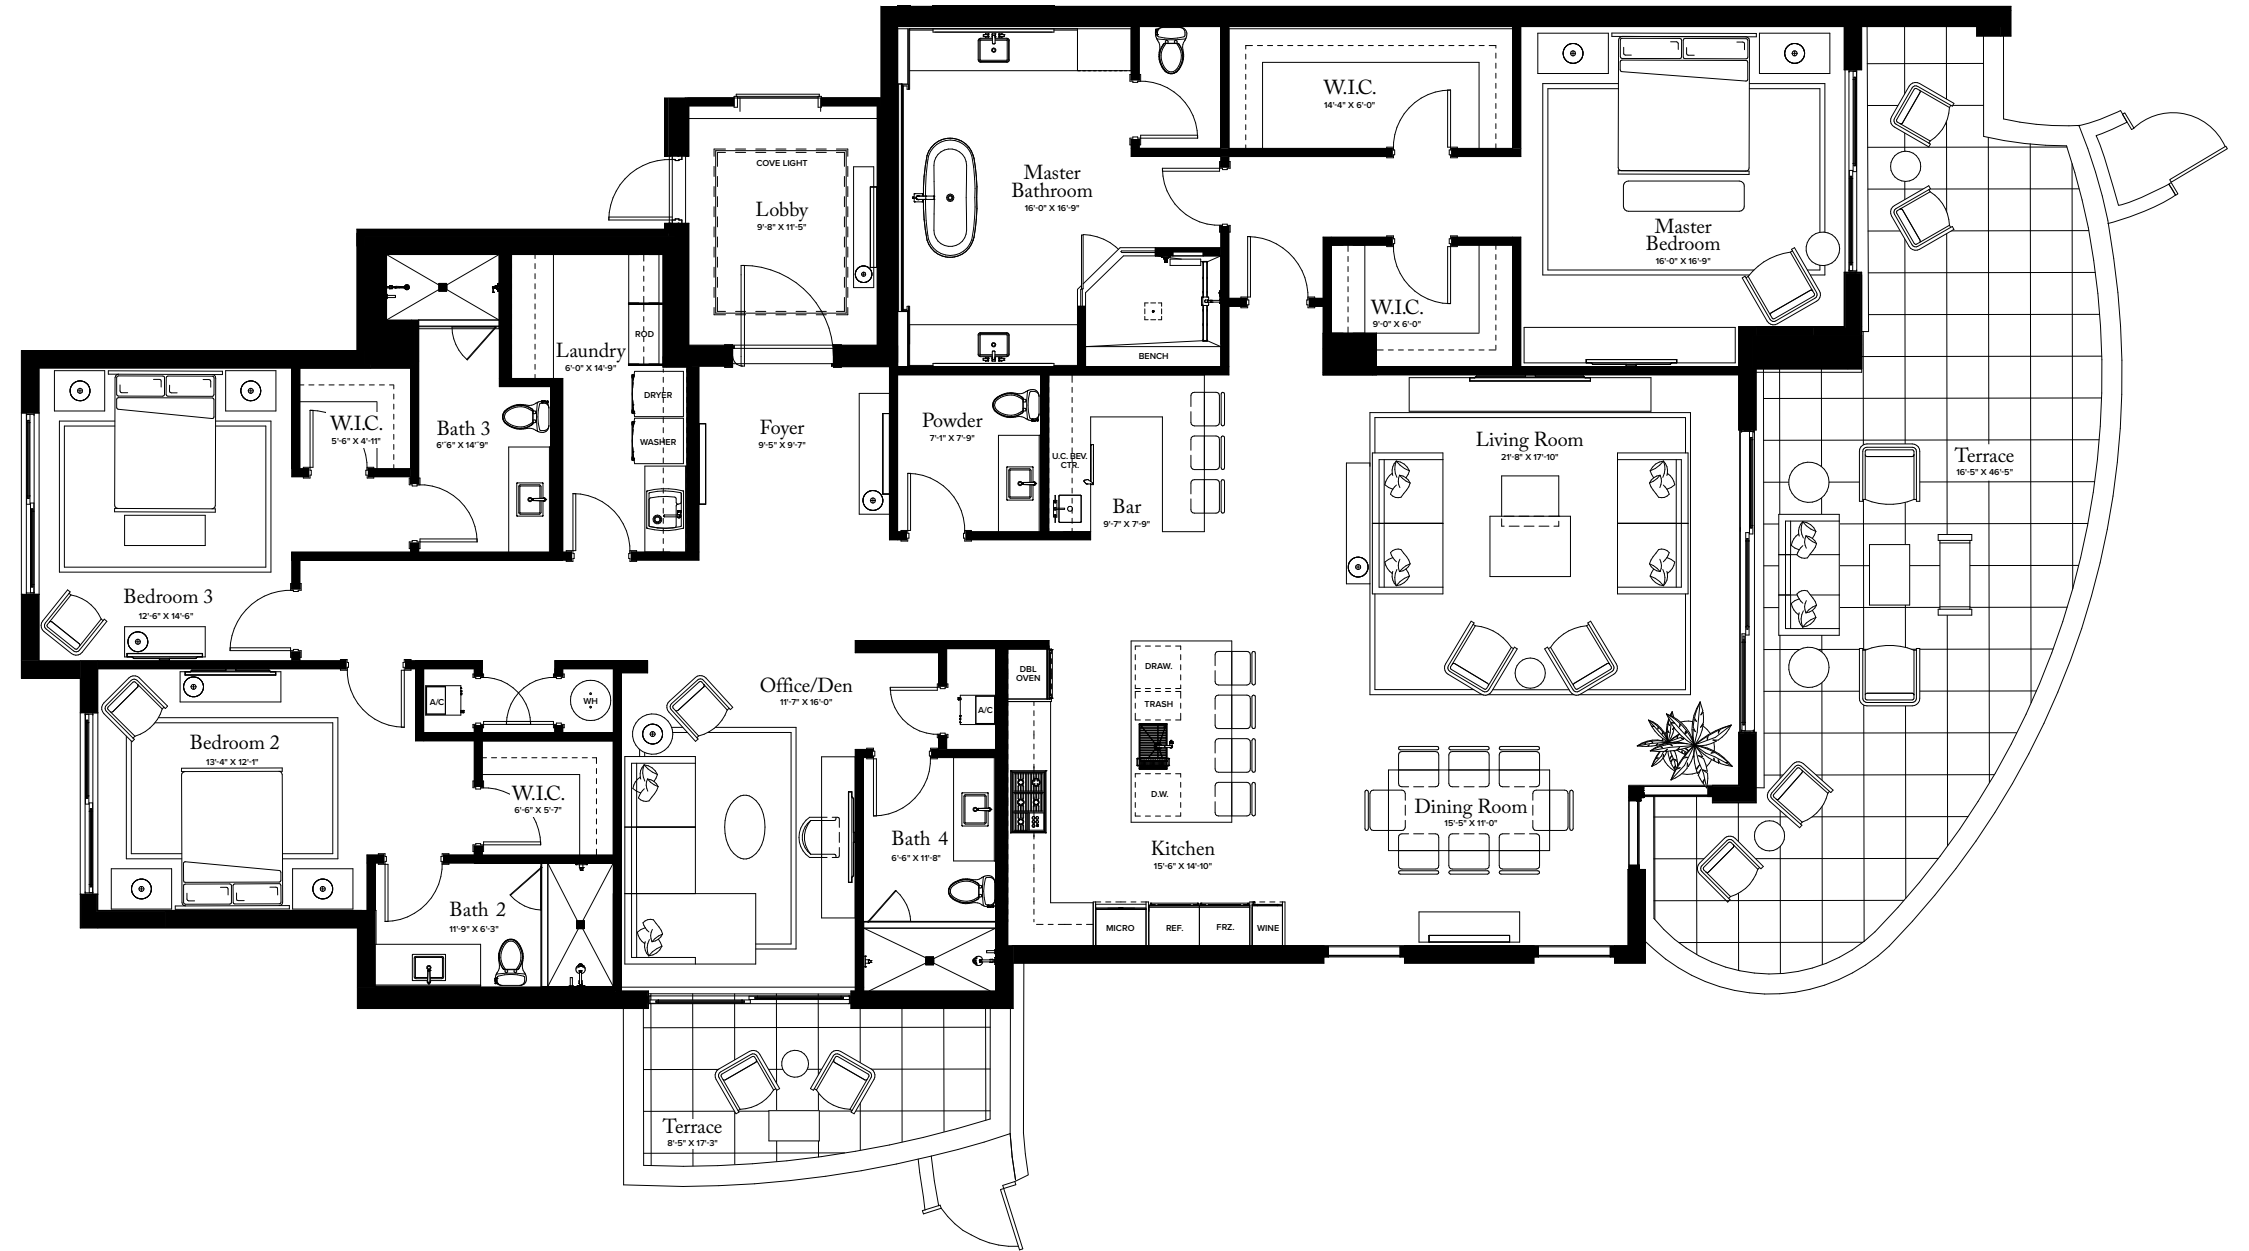 W.I.C.
14'-4" X 6'-0"
COVE LIGHT
Master
Bathroom
16'-0" X 16'-9"
Lobby
9'-8" X 11'-5"
Master
Bedroom
16'-0" X 16'-9"
W.I.C.
9'-0" X 6'-0"
ROD
Laundry
6'-0" X 14'-9"
BENCH
DRYER
WASHER
W.I.C.
5'-6" X 4'-11"
Bath 3
6'6" X 14'9"
Foyer
9'-5" X 9'-7"
Powder
7'-1" X 7'-9"
U.C. BEV.
CTR.
Bar
9'-7" X 7'-9"
Living Room
21'-8" X 17'-10"
Terrace
16'-5" X 46'-5"
Bedroom 3
12'-6" X 14'-6"
DBL
OVEN
DRAW.
TRASH
D.W.
A/C
WH
Office/Den
11'-7" X 16'-0"
A/C
Bedroom 2
13'-4" X 12'-1"
W.I.C.
6'-6" X 5'-7"
Dining Room
15'-5" X 11'-0"
Bath 4
6'-6" X 11'-8"
Kitchen
15'-6" X 14'-10"
Bath 2
11'-9" X 6'-3"
MICRO
REF.
FRZ.
WINE
Terrace
8'-5" X 17'-3"